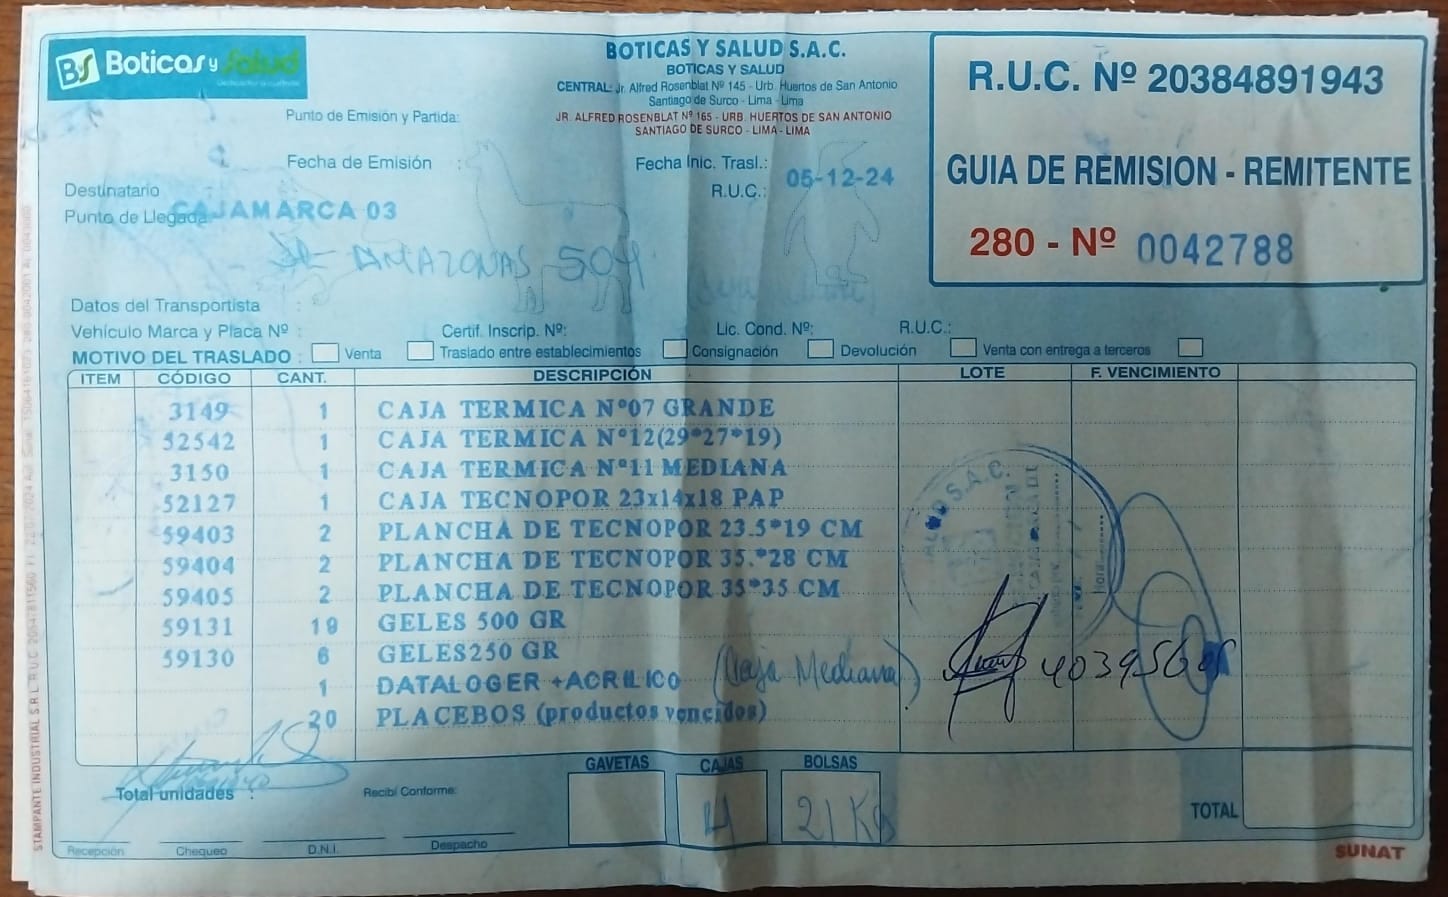 Boticas y Salud
BOTICAS Y SALUD S.A.C.
BOTICAS Y SALUD
CENTRAL: Jr. Alfred Rosenblat Nº 145 - Urb. Huertos de San Antonio
Santiago de Surco - Lima - Lima
Punto de Emisión y Partida:
JR. ALFRED ROSENBLAT Nº 165 - URB. HUERTOS DE SAN ANTONIO
SANTIAGO DE SURCO - LIMA - LIMA
R.U.C. Nº 20384891943
GUIA DE REMISION - REMITENTE
280 - Nº 0042788
Fecha de Emisión :
Fecha Inic. Trasl.: 05-12-24
Destinatario :
R.U.C.:
Punto de Llegada: CAJAMARCA 03
JR AMAZONAS 504
Datos del Transportista :
Vehículo Marca y Placa Nº :
Certif. Inscrip. Nº:
Lic. Cond. Nº:
R.U.C.:
MOTIVO DEL TRASLADO : Venta Traslado entre establecimientos Consignación Devolución Venta con entrega a terceros
ITEM CÓDIGO CANT. DESCRIPCIÓN LOTE F. VENCIMIENTO
3149 1 CAJA TERMICA Nº07 GRANDE
52542 1 CAJA TERMICA Nº12(29*27*19)
3150 1 CAJA TERMICA Nº11 MEDIANA
52127 1 CAJA TECNOPOR 23x14x18 PAP
59403 2 PLANCHA DE TECNOPOR 23.5*19 CM
59404 2 PLANCHA DE TECNOPOR 35.*28 CM
59405 2 PLANCHA DE TECNOPOR 35*35 CM
59131 18 GELES 500 GR
59130 6 GELES250 GR
1 DATALOGER +ACRILICO (Caja Mediana)
20 PLACEBOS (productos vencidos)
GAVETAS CAJAS BOLSAS
Total unidades :
Recibí Conforme:
4 21 KG
TOTAL
Recepción Chequeo D.N.I. Despacho
SUNAT